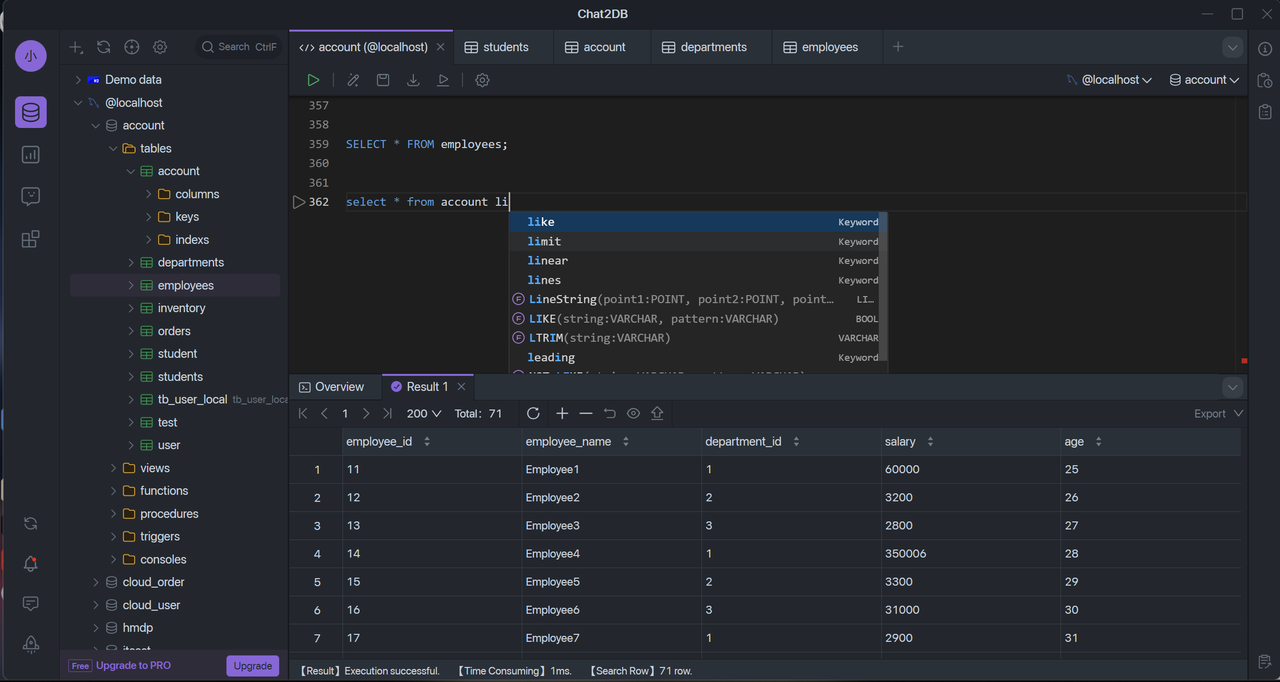 Chat2DB
小
Search CtrlF
Demo data
@localhost
account
tables
account
columns
keys
indexs
departments
employees
inventory
orders
student
students
tb_user_local tb_user_loca
test
user
views
functions
procedures
triggers
consoles
cloud_order
cloud_user
hmdp
Free Upgrade to PRO Upgrade
</> account (@localhost) students account departments employees
@localhost account
357
358
359 SELECT * FROM employees;
360
361
362 select * from account li
like Keyword
limit Keyword
linear Keyword
lines Keyword
LineString(point1:POINT, point2:POINT, point… LI…
LIKE(string:VARCHAR, pattern:VARCHAR) BOOL
LTRIM(string:VARCHAR) VARCHAR
leading Keyword
Overview Result 1
1 200 Total: 71 Export
employee_id employee_name department_id salary age
1 11 Employee1 1 60000 25
2 12 Employee2 2 3200 26
3 13 Employee3 3 2800 27
4 14 Employee4 1 350006 28
5 15 Employee5 2 3300 29
6 16 Employee6 3 31000 30
7 17 Employee7 1 2900 31
【Result】Execution successful. 【Time Consuming】1ms. 【Search Row】71 row.